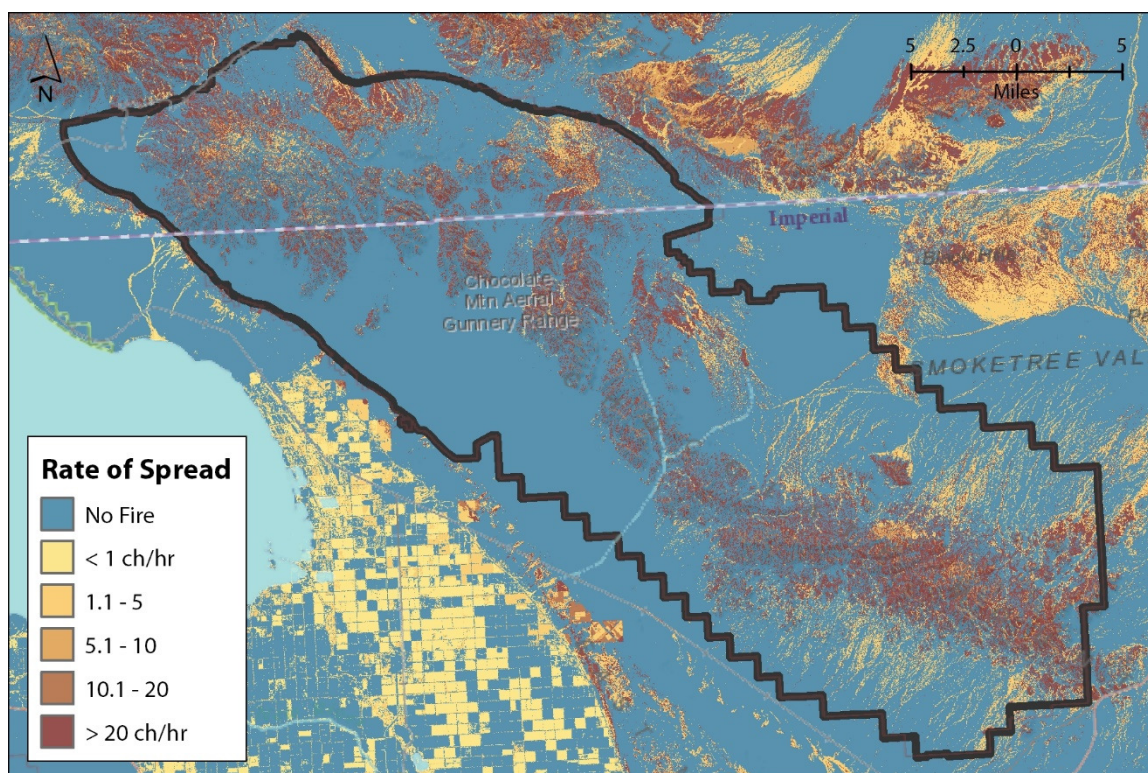 N
5 2.5 0 5
Miles
Imperial
Chocolate
Mtn Aerial
Gunnery Range
SMOKETREE VAL
Rate of Spread
No Fire
< 1 ch/hr
1.1 - 5
5.1 - 10
10.1 - 20
> 20 ch/hr